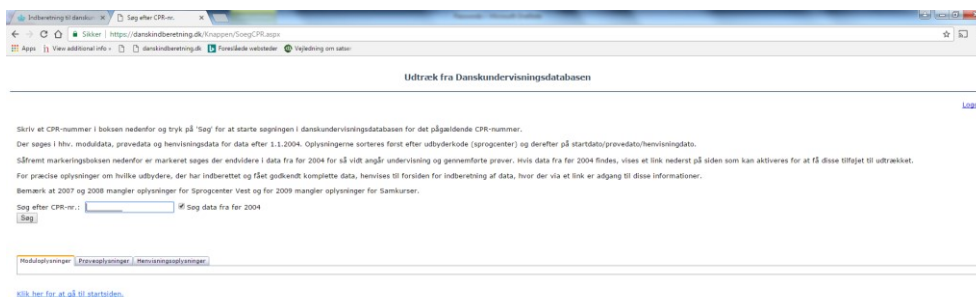 Indberetning til danskun
Søg efter CPR-nr.
Sikker | https://danskindberetning.dk/Knappen/SoegCPR.aspx
Apps View additional info danskindberetning.dk Foreslåede websteder Vejledning om satser
Udtræk fra Danskundervisningsdatabasen
Skriv et CPR-nummer i boksen nedenfor og tryk på 'Søg' for at starte søgningen i danskundervisningsdatabasen for det pågældende CPR-nummer.
Der søges i hhv. moduldata, prøvedata og henvisningsdata for data efter 1.1.2004. Oplysningerne sorteres først efter udbyderkode (sprogcenter) og derefter på startdato/prøvedato/henvisningdato.
Såfremt markeringsboksen nedenfor er markeret søges der endvidere i data fra før 2004 for så vidt angår undervisning og gennemførte prøver. Hvis data fra før 2004 findes, vises et link nederst på siden som kan aktiveres for at få disse tilføjet til udtrækket.
For præcise oplysninger om hvilke udbydere, der har indberettet og fået godkendt komplette data, henvises til forsiden for indberetning af data, hvor der via et link er adgang til disse informationer.
Bemærk at 2007 og 2008 mangler oplysninger for Sprogcenter Vest og for 2009 mangler oplysninger for Samkurser.
Søg efter CPR-nr.: Søg data fra før 2004
Søg
Moduloplysninger Prøveoplysninger Henvisningsoplysninger
Klik her for at gå til startsiden.